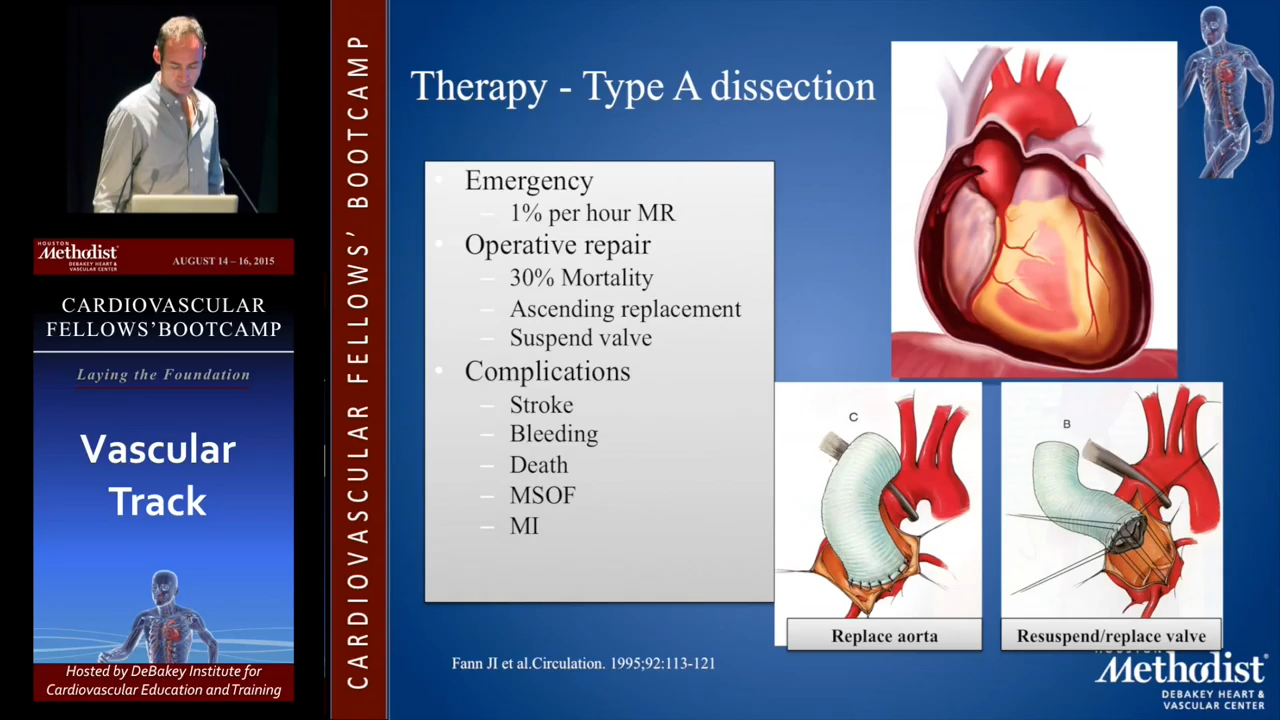 HOUSTON
Methodist
DEBAKEY HEART &
VASCULAR CENTER
AUGUST 14 – 16, 2015
CARDIOVASCULAR
FELLOWS' BOOTCAMP
Laying the Foundation
Vascular
Track
Hosted by DeBakey Institute for
Cardiovascular Education and Training
CARDIOVASCULAR FELLOWS' BOOTCAMP
Therapy - Type A dissection
• Emergency
– 1% per hour MR
• Operative repair
– 30% Mortality
– Ascending replacement
– Suspend valve
• Complications
– Stroke
– Bleeding
– Death
– MSOF
– MI
C
B
Replace aorta
Resuspend/replace valve
Fann JI et al.Circulation. 1995;92:113-121
HOUSTON
Methodist
DEBAKEY HEART &
VASCULAR CENTER